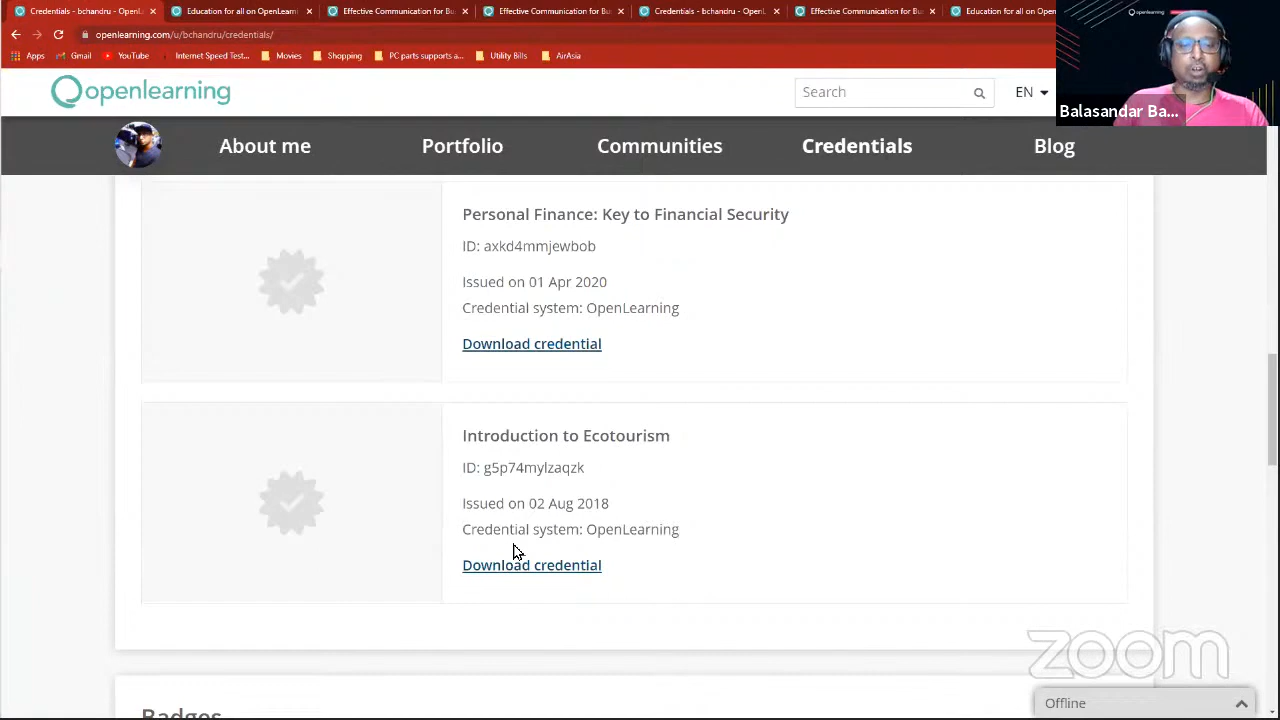 Credentials - bchandru - OpenL
Education for all on OpenLearni
Effective Communication for Bu
Effective Communication for Bu
Credentials - bchandru - OpenL
Effective Communication for Bu
Education for all on Open
openlearning.com/u/bchandru/credentials/
Apps
Gmail
YouTube
Internet Speed Test...
Movies
Shopping
PC parts supports a...
Utility Bills
AirAsia
openlearning
Balasandar Ba...
openlearning
Search
EN
About me
Portfolio
Communities
Credentials
Blog
Personal Finance: Key to Financial Security
ID: axkd4mmjewbob
Issued on 01 Apr 2020
Credential system: OpenLearning
Download credential
Introduction to Ecotourism
ID: g5p74mylzaqzk
Issued on 02 Aug 2018
Credential system: OpenLearning
Download credential
zoom
Badges
Offline